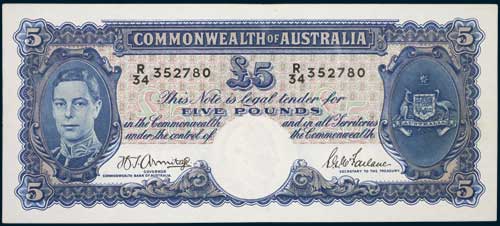 5 COMMONWEALTH OF AUSTRALIA 5
R/34 352780 £5 R/34 352780
This Note is legal tender for
FIVE POUNDS
in the Commonwealth and in all Territories
under the control of the Commonwealth.
AUSTRALIA
H.T. Armitage
GOVERNOR SECRETARY TO THE TREASURY
COMMONWEALTH BANK OF AUSTRALIA
5 5